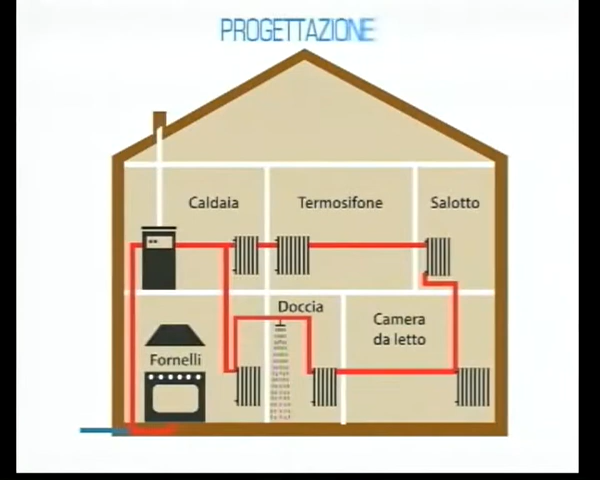 PROGETTAZIONE
Caldaia
Termosifone
Salotto
Doccia
Camera
da letto
Fornelli